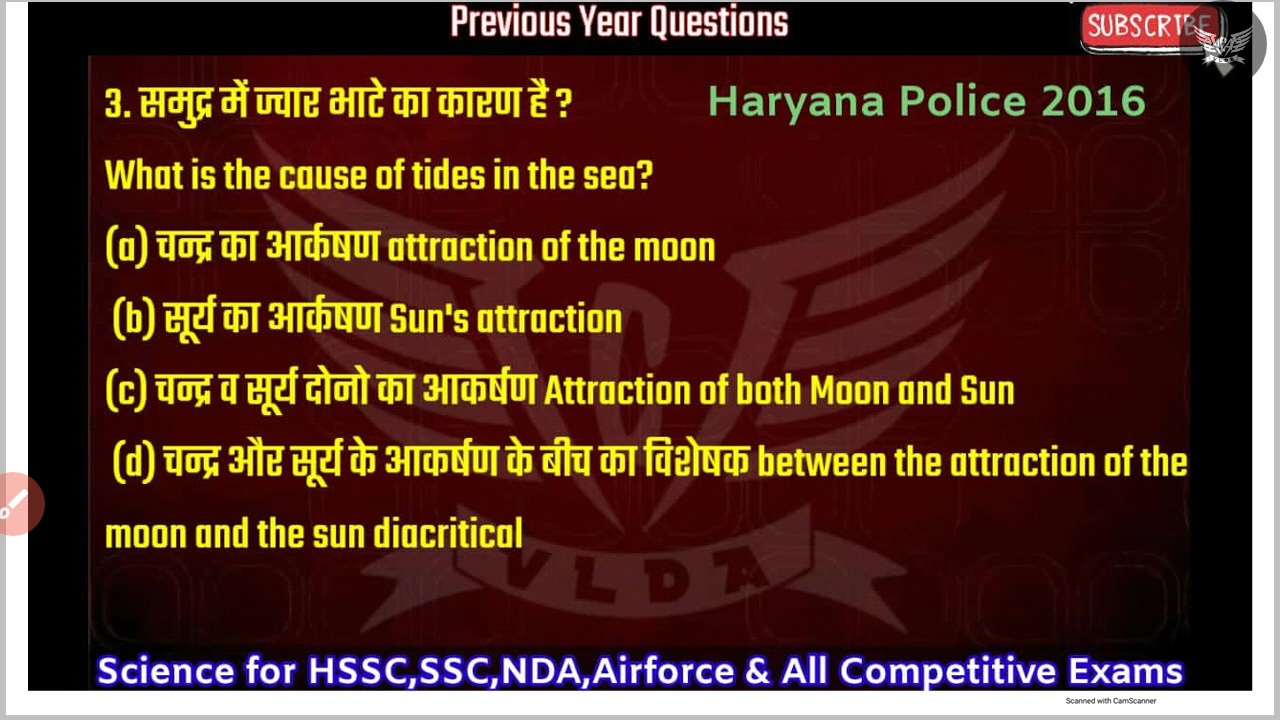 Previous Year Questions
SUBSCRIBE
3. समुद्र में ज्वार भाटे का कारण है ?
Haryana Police 2016
What is the cause of tides in the sea?
(a) चन्द्र का आर्कषण attraction of the moon
(b) सूर्य का आर्कषण Sun's attraction
(c) चन्द्र व सूर्य दोनो का आकर्षण Attraction of both Moon and Sun
(d) चन्द्र और सूर्य के आकर्षण के बीच का विशेषक between the attraction of the
moon and the sun diacritical
VLDA
Science for HSSC,SSC,NDA,Airforce & All Competitive Exams
Scanned with CamScanner